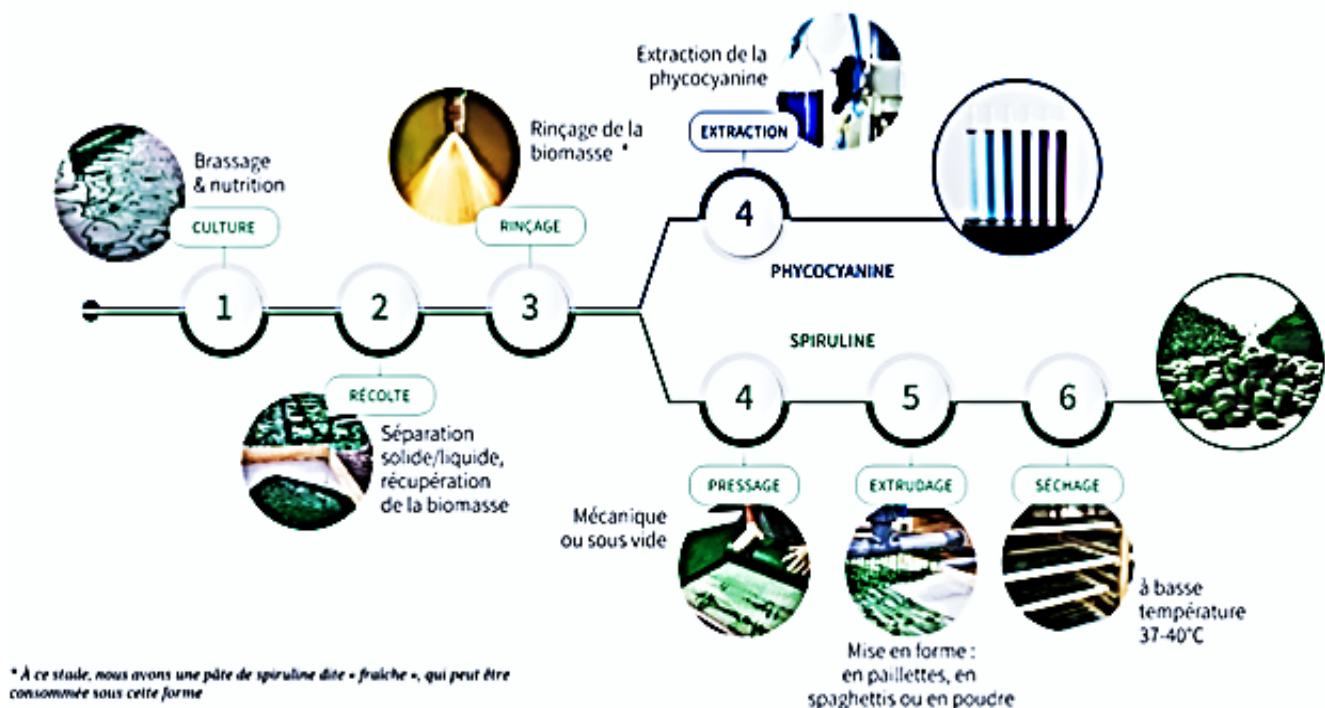 Brassage
& nutrition
CULTURE
1
2
RÉCOLTE
Séparation
solide/liquide,
récupération
de la biomasse
Rinçage de la
biomasse *
RINÇAGE
3
Extraction de la
phycocyanine
EXTRACTION
4
PHYCOCYANINE
SPIRULINE
4
PRESSAGE
Mécanique
ou sous vide
5
EXTRUDAGE
Mise en forme :
en paillettes, en
spaghettis ou en poudre
6
SÉCHAGE
à basse
température
37-40°C
* À ce stade, nous avons une pâte de spiruline dite « fraîche », qui peut être
consommée sous cette forme